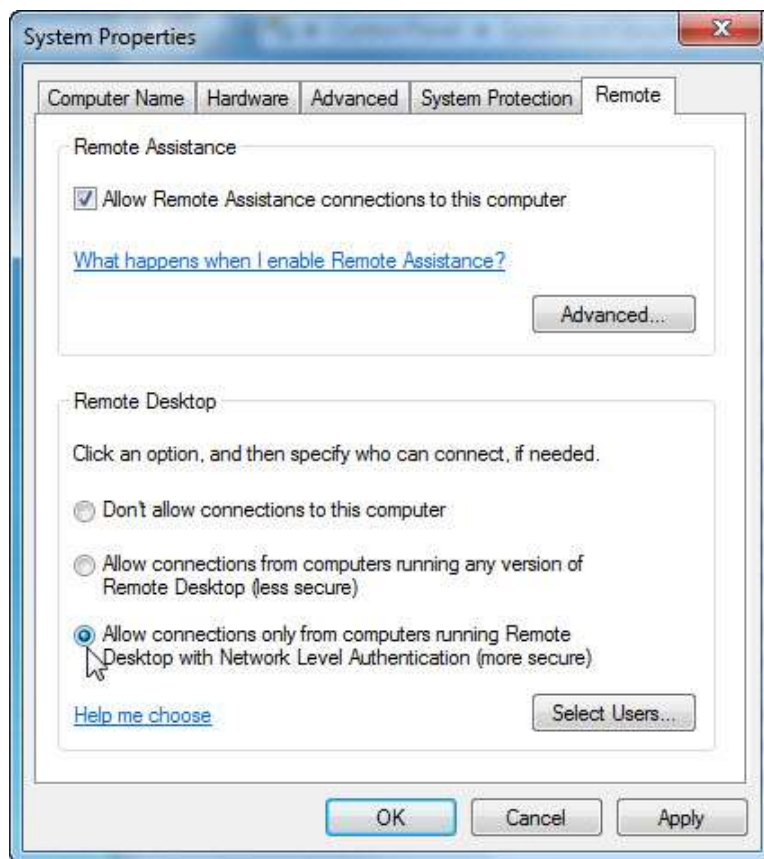 System Properties
Computer Name Hardware Advanced System Protection Remote
Remote Assistance
Allow Remote Assistance connections to this computer
What happens when I enable Remote Assistance?
Advanced...
Remote Desktop
Click an option, and then specify who can connect, if needed.
Don't allow connections to this computer
Allow connections from computers running any version of
Remote Desktop (less secure)
Allow connections only from computers running Remote
Desktop with Network Level Authentication (more secure)
Help me choose
Select Users...
OK Cancel Apply